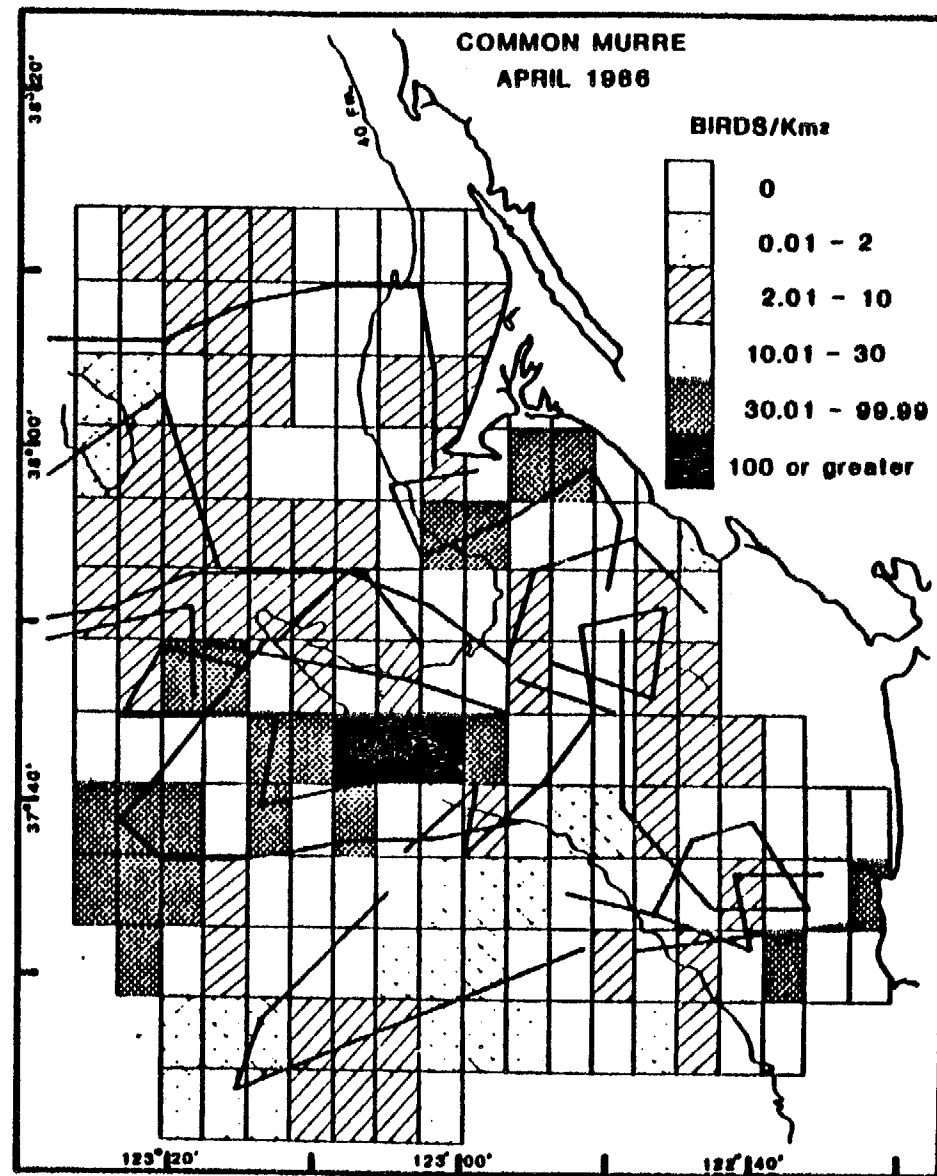 COMMON MURRE
APRIL 1986
38°20'
40 Fm.
BIRDS/Km2
0
0.01 - 2
2.01 - 10
10.01 - 30
30.01 - 99.99
100 or greater
38°00'
37°40'
123°20' 123°00' 122°40'